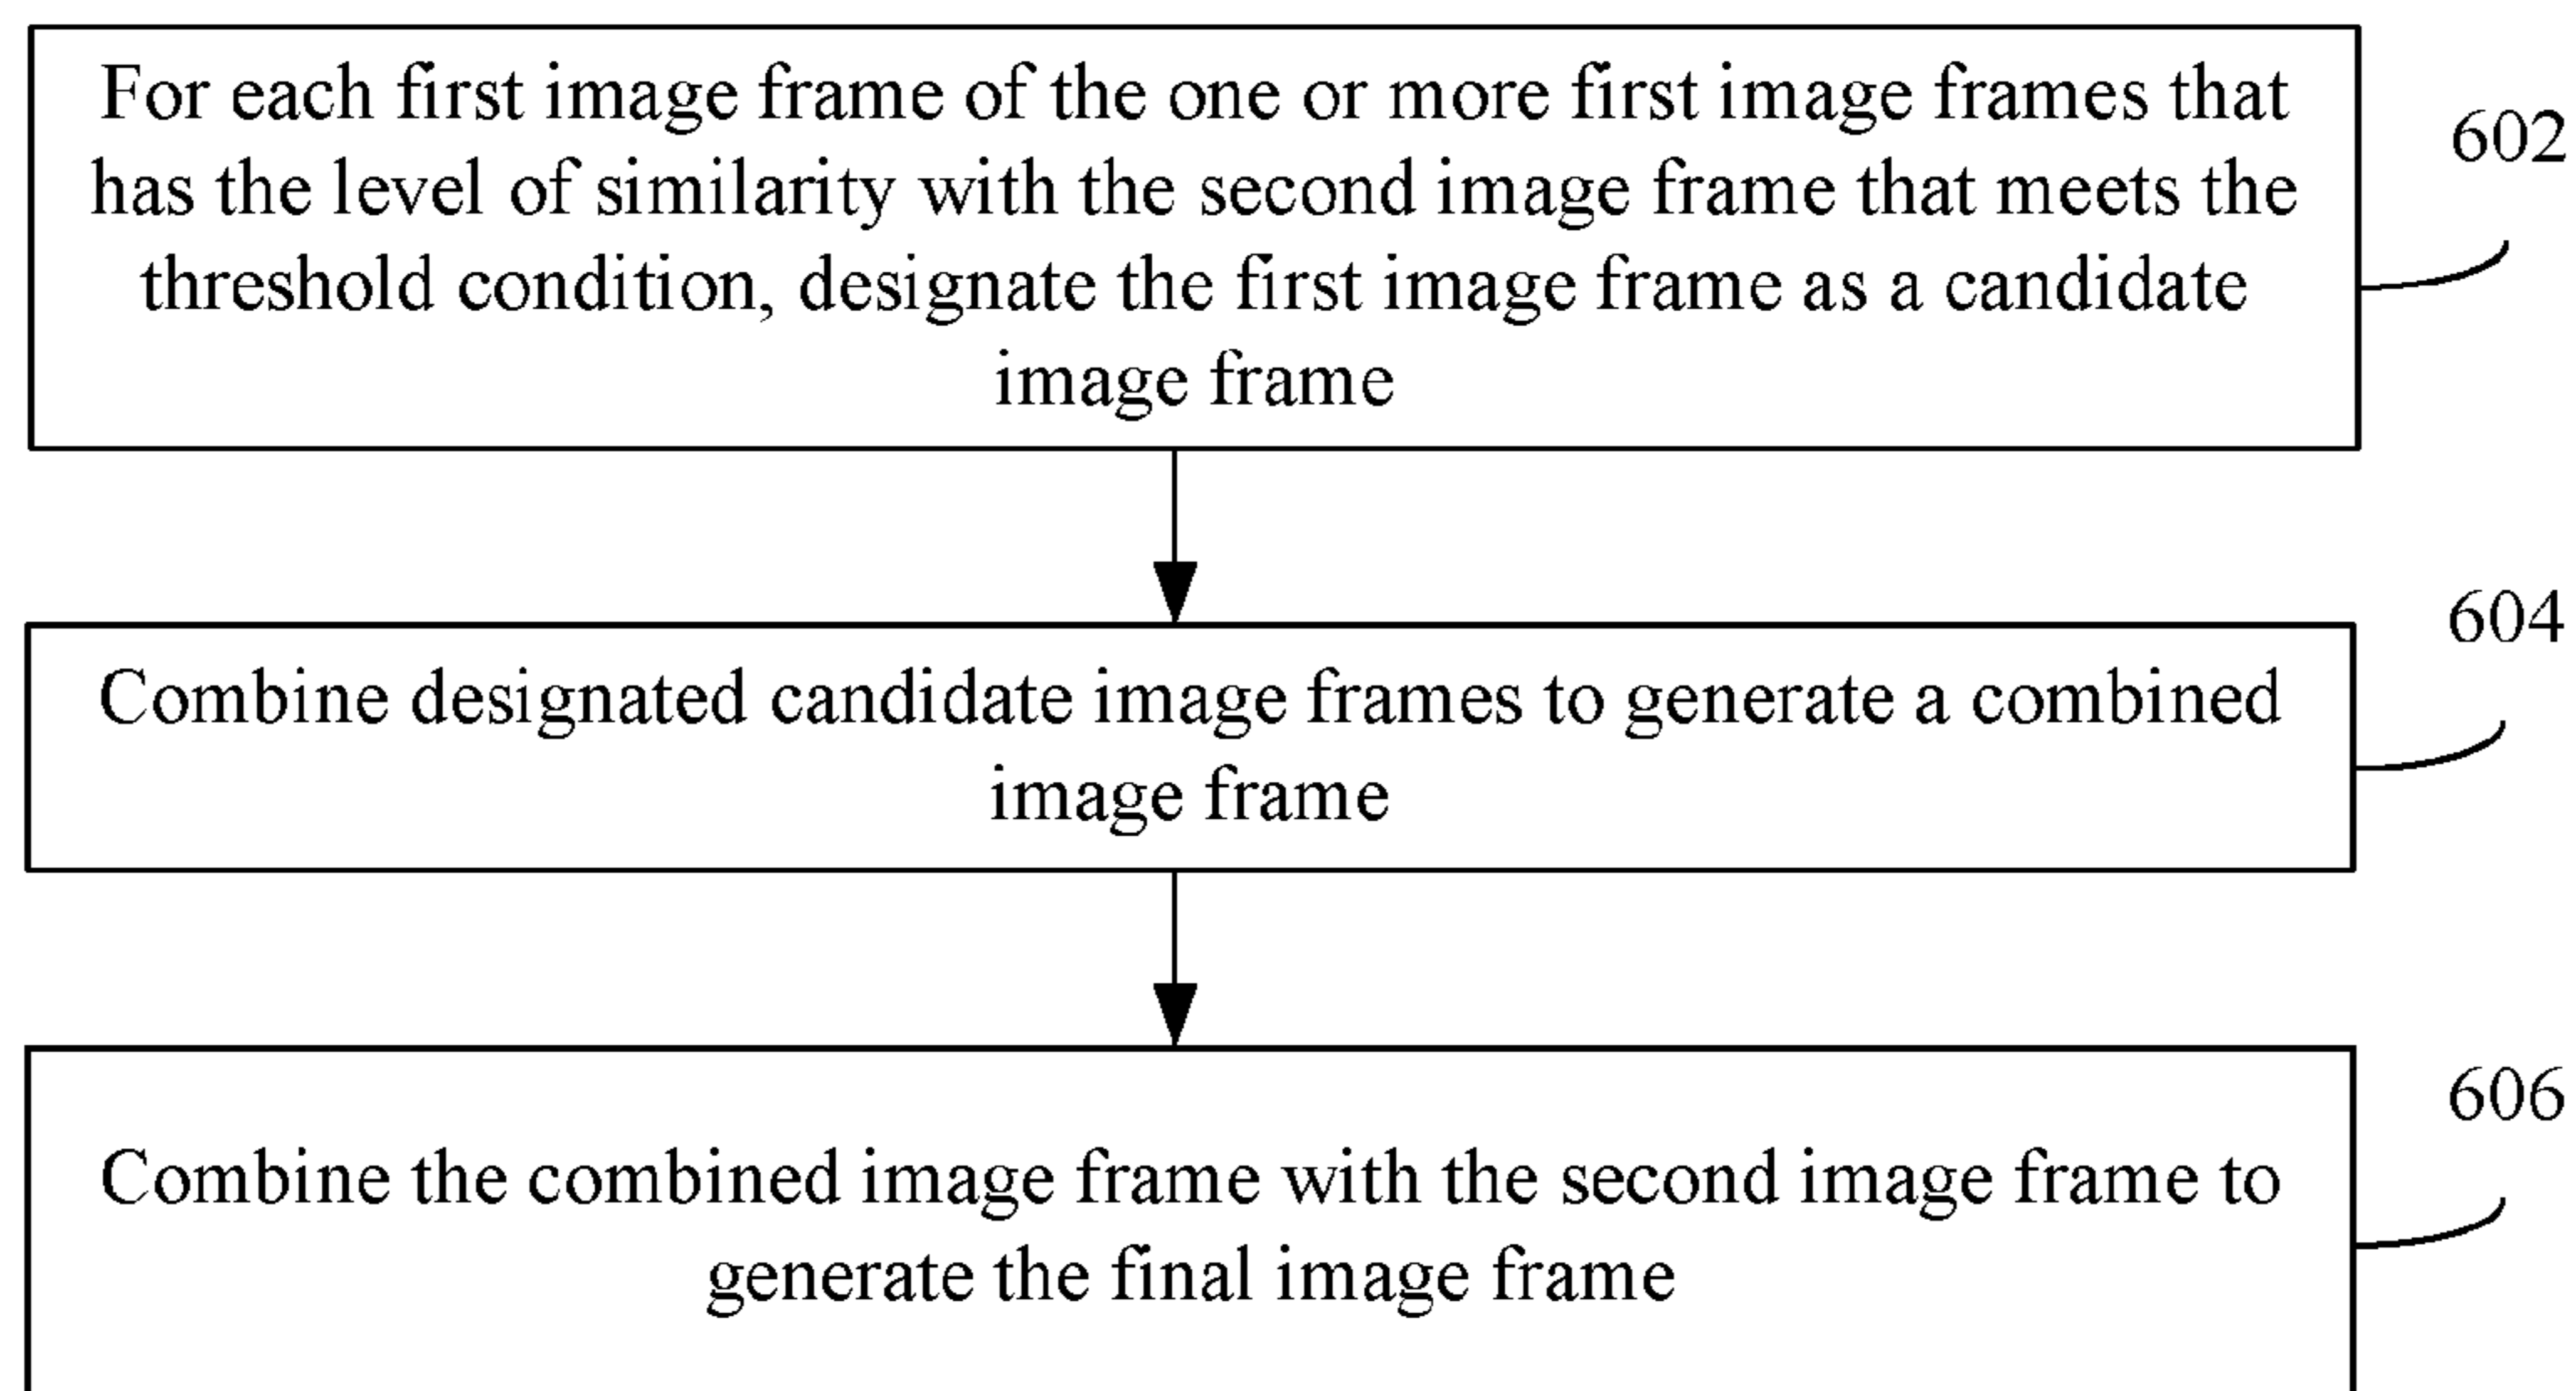 For each first image frame of the one or more first image frames that
has the level of similarity with the second image frame that meets the
threshold condition, designate the first image frame as a candidate
image frame
602
Combine designated candidate image frames to generate a combined
image frame
604
Combine the combined image frame with the second image frame to
generate the final image frame
606